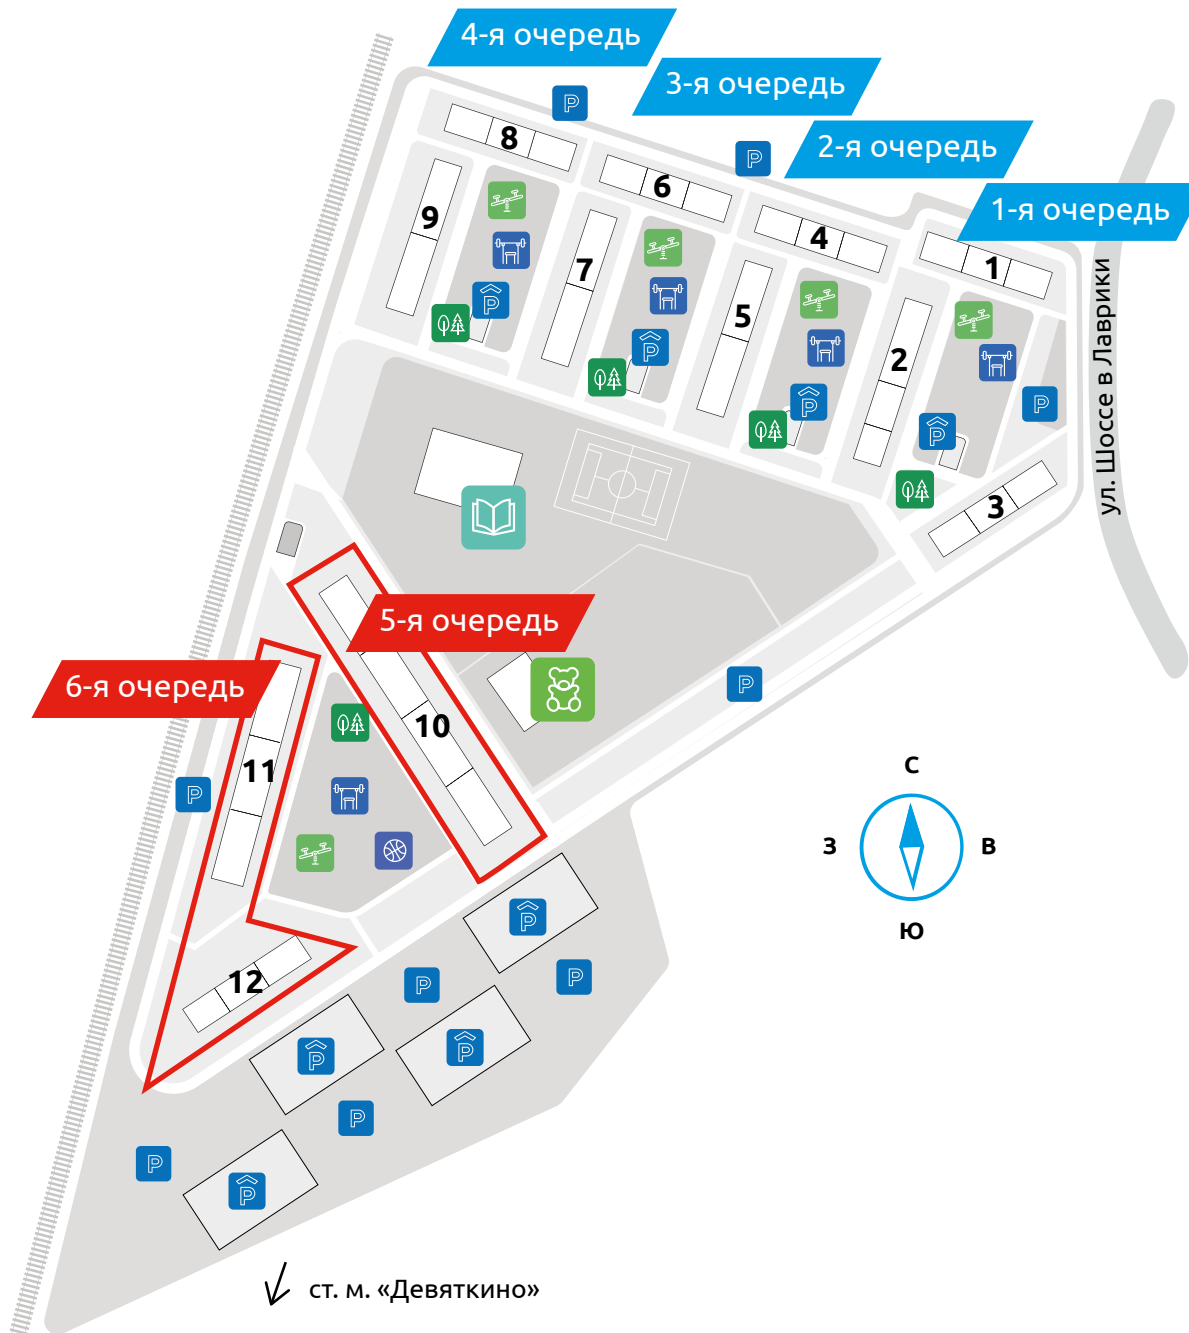 4-я очередь
3-я очередь
2-я очередь
1-я очередь
P
P
8
6
4
1
9
7
5
2
3
P
P
P
P
P
ул. Шоссе в Лаврики
5-я очередь
6-я очередь
P
10
11
P
12
С
З
В
Ю
P
P
P
P
P
P
P
P
ст. м. «Девяткино»